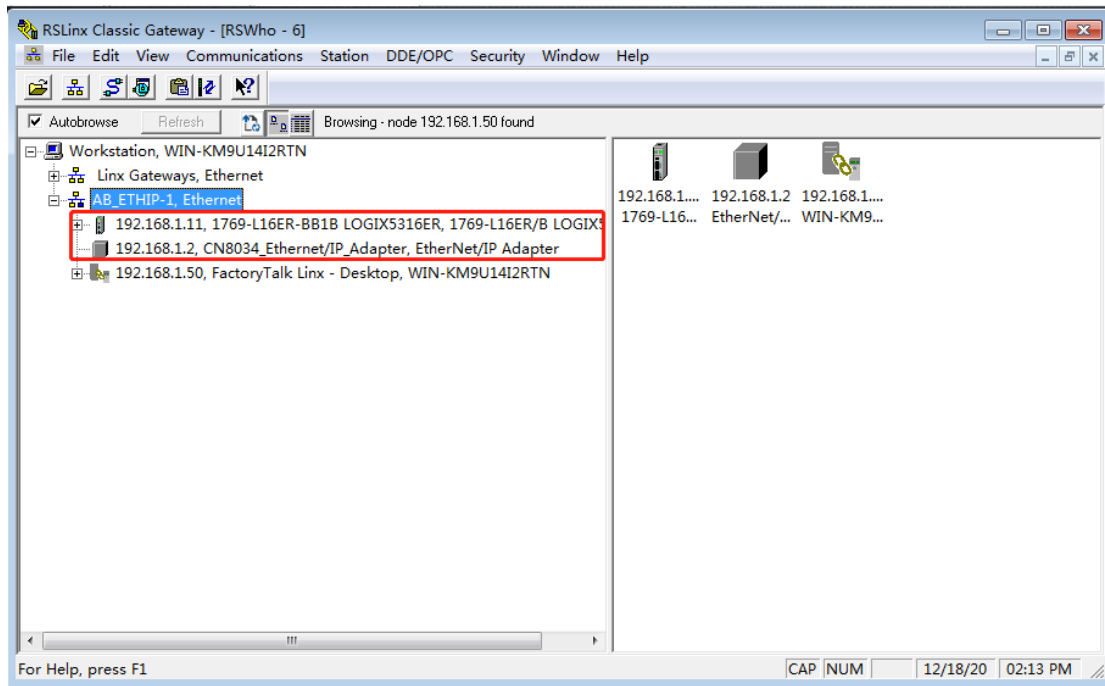 RSLinx Classic Gateway - [RSWho - 6]
File Edit View Communications Station DDE/OPC Security Window Help
Autobrowse Refresh Browsing - node 192.168.1.50 found
Workstation, WIN-KM9U14I2RTN
Linx Gateways, Ethernet
AB_ETHIP-1, Ethernet
192.168.1.11, 1769-L16ER-BB1B LOGIX5316ER, 1769-L16ER/B LOGIX5
192.168.1.2, CN8034_Ethernet/IP_Adapter, EtherNet/IP Adapter
192.168.1.50, FactoryTalk Linx - Desktop, WIN-KM9U14I2RTN
192.168.1.... 192.168.1.2 192.168.1....
1769-L16... EtherNet/... WIN-KM9...
For Help, press F1 CAP NUM 12/18/20 02:13 PM